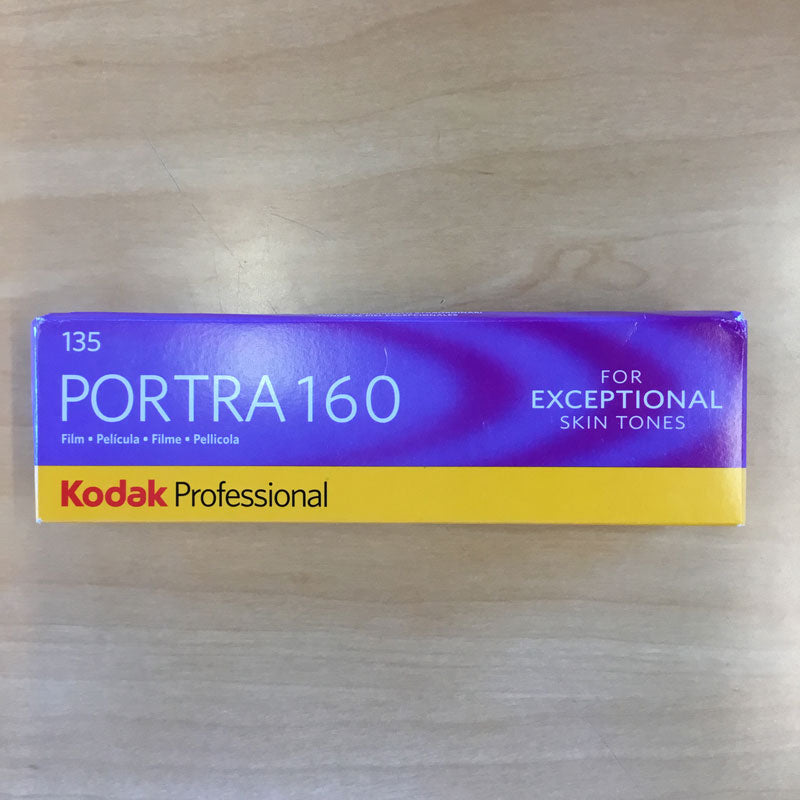 135
PORTRA 160
Film • Película • Filme • Pellicola
Kodak Professional
FOR
EXCEPTIONAL
SKIN TONES